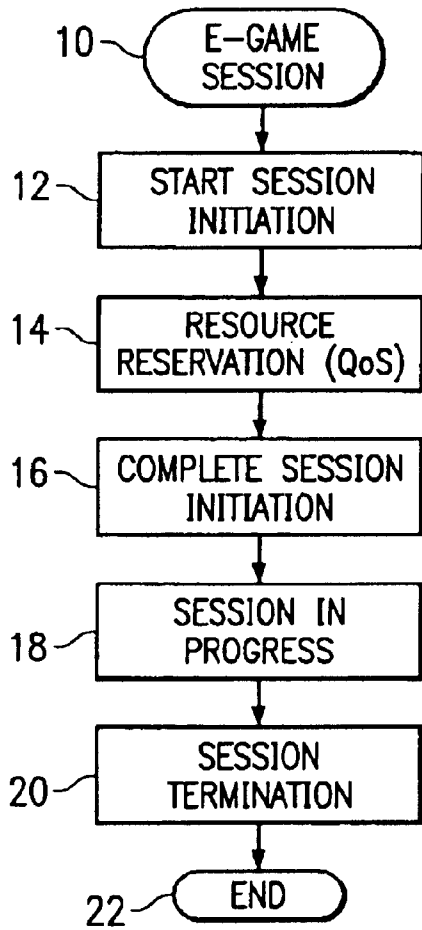 10
E-GAME
SESSION
12
START SESSION
INITIATION
14
RESOURCE
RESERVATION (QoS)
16
COMPLETE SESSION
INITIATION
18
SESSION IN
PROGRESS
20
SESSION
TERMINATION
22
END